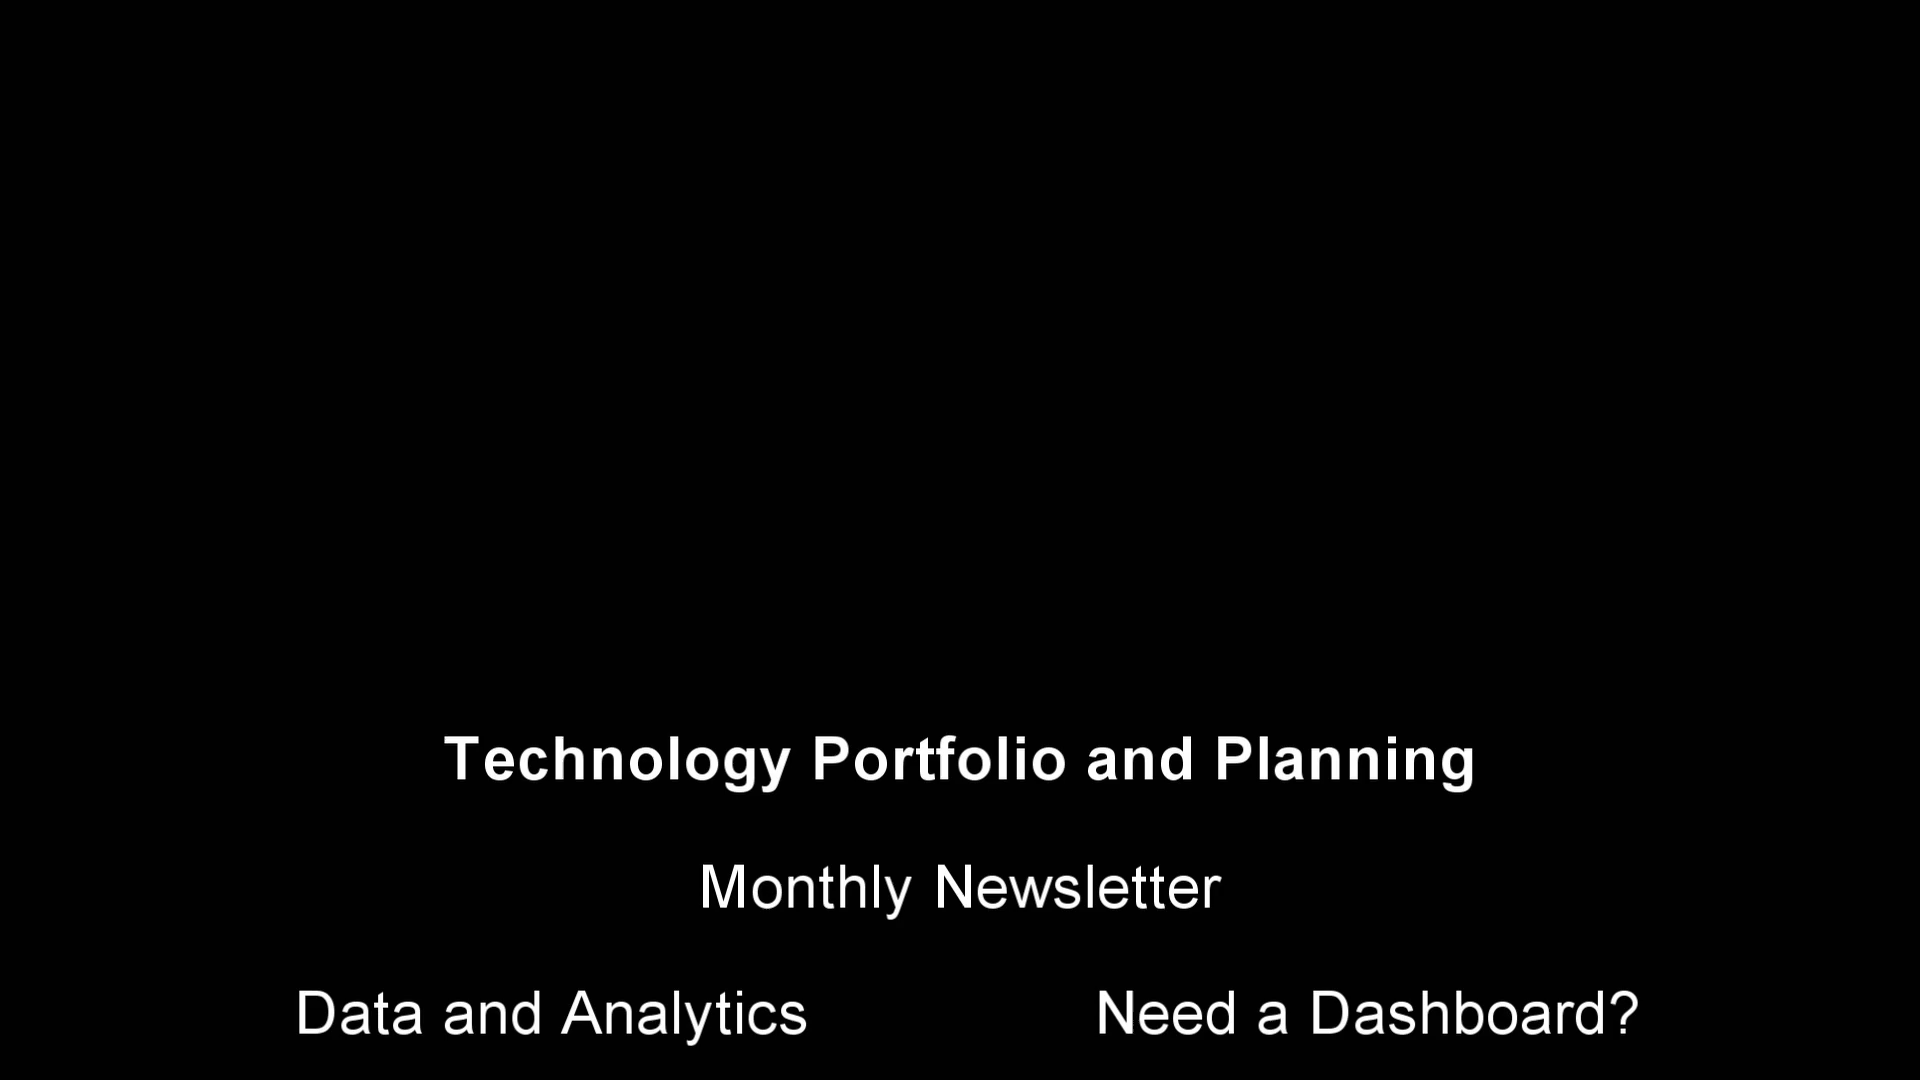 Technology Portfolio and Planning
Monthly Newsletter
Data and Analytics Need a Dashboard?